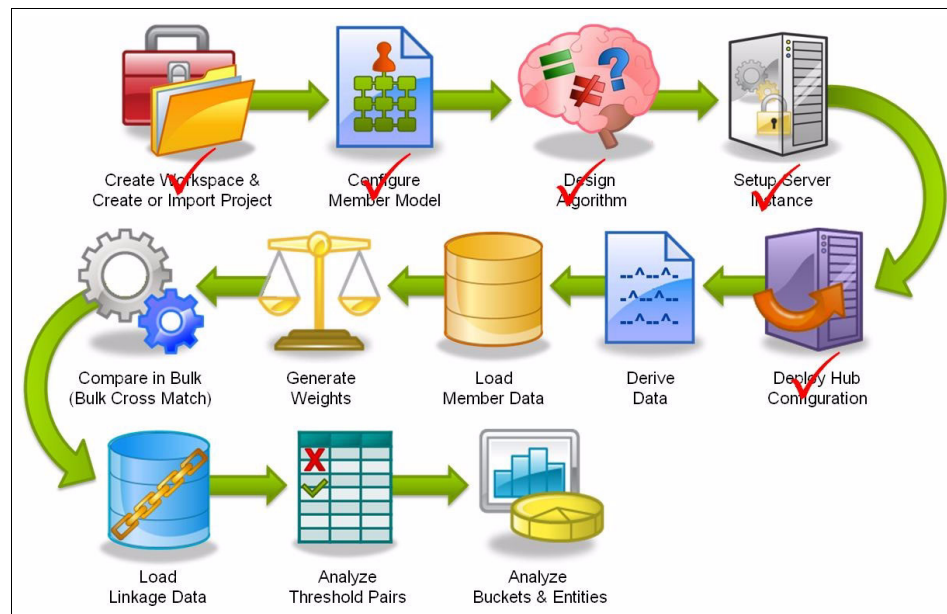 Create Workspace &
Create or Import Project
Configure
Member Model
Design
Algorithm
Setup Server
Instance
Deploy Hub
Configuration
Derive
Data
Load
Member Data
Generate
Weights
Compare in Bulk
(Bulk Cross Match)
Load
Linkage Data
Analyze
Threshold Pairs
Analyze
Buckets & Entities